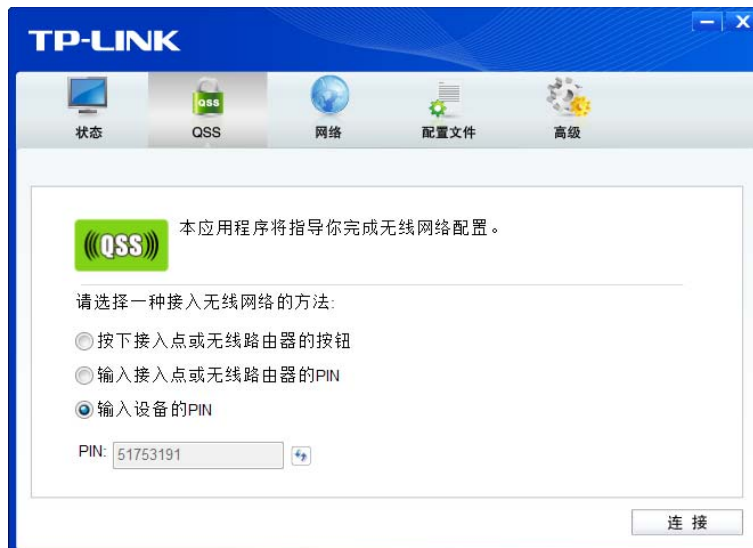 TP-LINK
QSS
状态
QSS
网络
配置文件
高级
QSS
本应用程序将指导你完成无线网络配置。
请选择一种接入无线网络的方法:
按下接入点或无线路由器的按钮
输入接入点或无线路由器的PIN
输入设备的PIN
PIN: 51753191
连 接